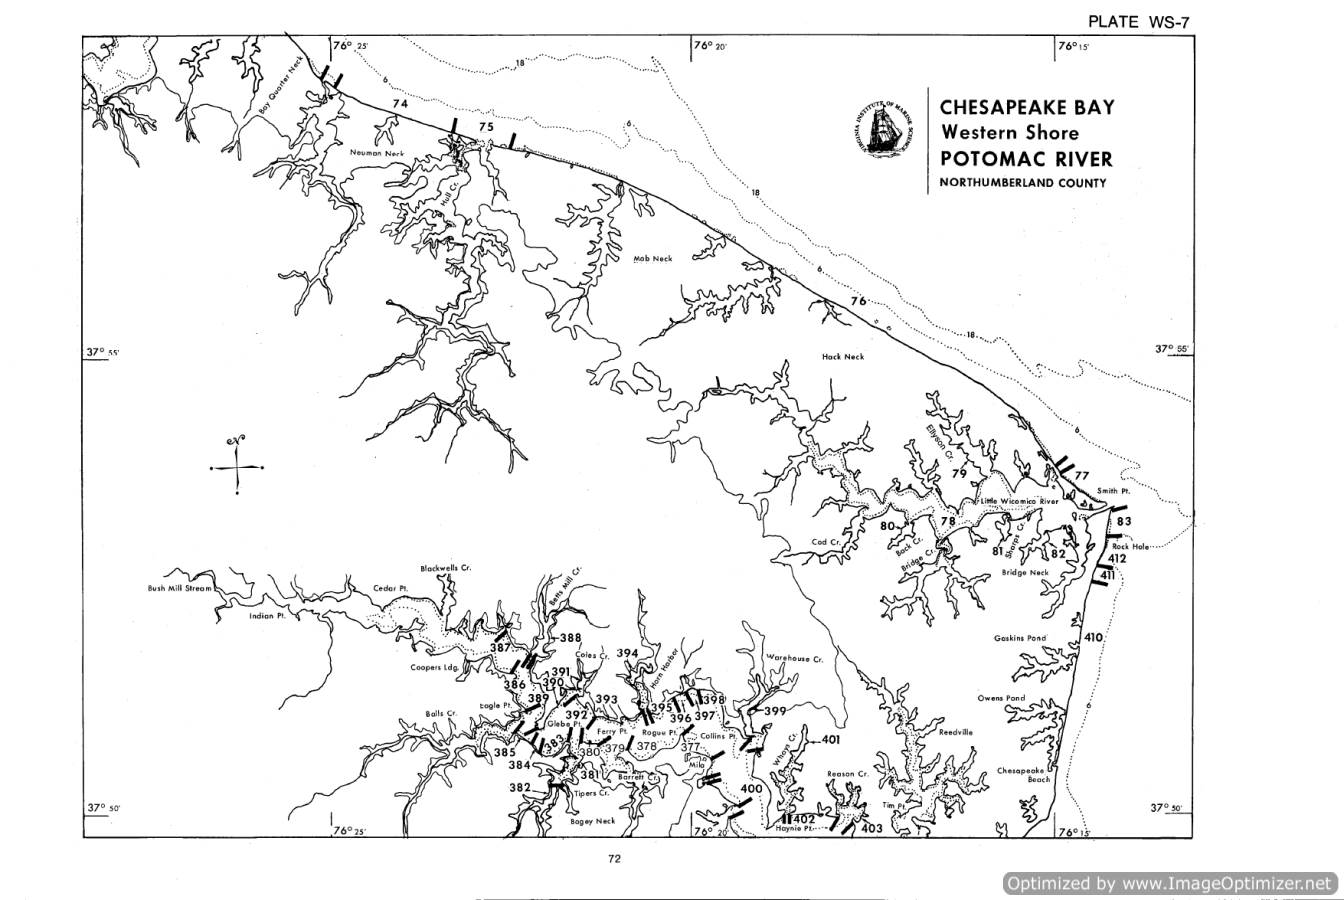 PLATE WS-7
76° 25'
76° 20'
76° 15'
18
6
Bay Quarter Neck
74
75
6
CHESAPEAKE BAY
Western Shore
POTOMAC RIVER
NORTHUMBERLAND COUNTY
VIRGINIA INSTITUTE OF MARINE SCIENCE
Neuman Neck
Hull Cr.
18
Mob Neck
6
76
18
37° 55'
37° 55'
Hack Neck
6
N
Ellyson Cr.
79
77
Smith Pt.
Little Wicomico River
80
78
83
Cod Cr.
Back Cr.
Bridge Cr.
81
Sharps Cr.
82
Rock Hole
412
411
Bridge Neck
Blackwells Cr.
Bush Mill Stream
Cedar Pt.
Betts Mill Cr.
Indian Pt.
388
387
Gaskins Pond
410
Coopers Ldg.
Coles Cr.
394
Horn Harbor
Warehouse Cr.
386
391
390
389
393
Owens Pond
398
Eagle Pt.
395
Balls Cr.
392
396
397
399
Glebe Pt.
Ferry Pt.
Rogue Pt.
Collins Pt.
Reedville
385
383
380
379
378
377
Whays Cr.
401
384
Mila
381
Barrett Cr.
Reason Cr.
Chesapeake
Beach
382
Tipers Cr.
400
37° 50'
37° 50'
Tim Pt.
Bogey Neck
402
Haynie Pt.
403
76° 25'
76° 20'
76° 15'
72
Optimized by www.ImageOptimizer.net